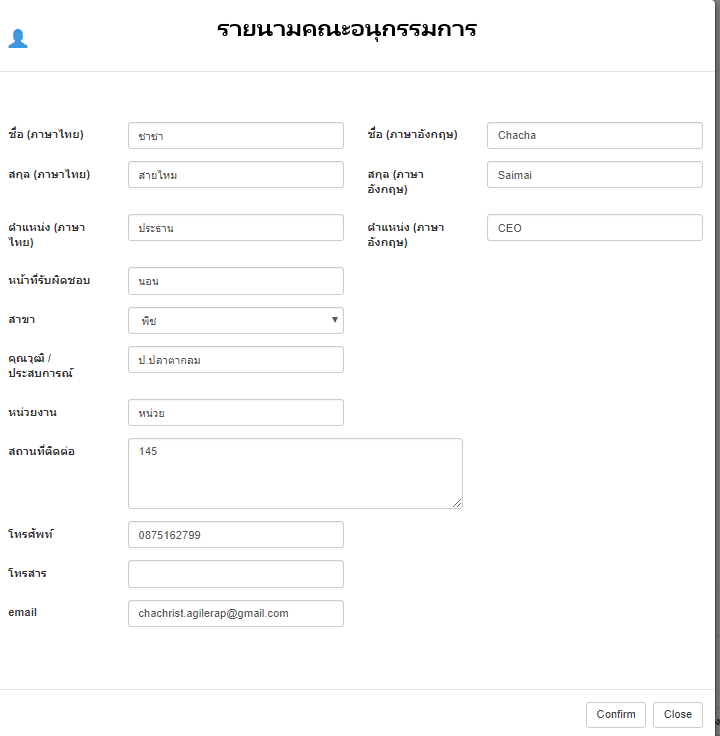 รายนามคณะอนุกรรมการ
ชื่อ (ภาษาไทย) ชาชา ชื่อ (ภาษาอังกฤษ) Chacha
สกุล (ภาษาไทย) สายไหม สกุล (ภาษา
อังกฤษ) Saimai
ตำแหน่ง (ภาษา
ไทย) ประธาน ตำแหน่ง (ภาษา
อังกฤษ) CEO
หน้าที่รับผิดชอบ นอน
สาขา พืช
คุณวุฒิ /
ประสบการณ์ ป.ปลาตากลม
หน่วยงาน หน่วย
สถานที่ติดต่อ 145
โทรศัพท์ 0875162799
โทรสาร
email chachrist.agilerap@gmail.com
Confirm Close